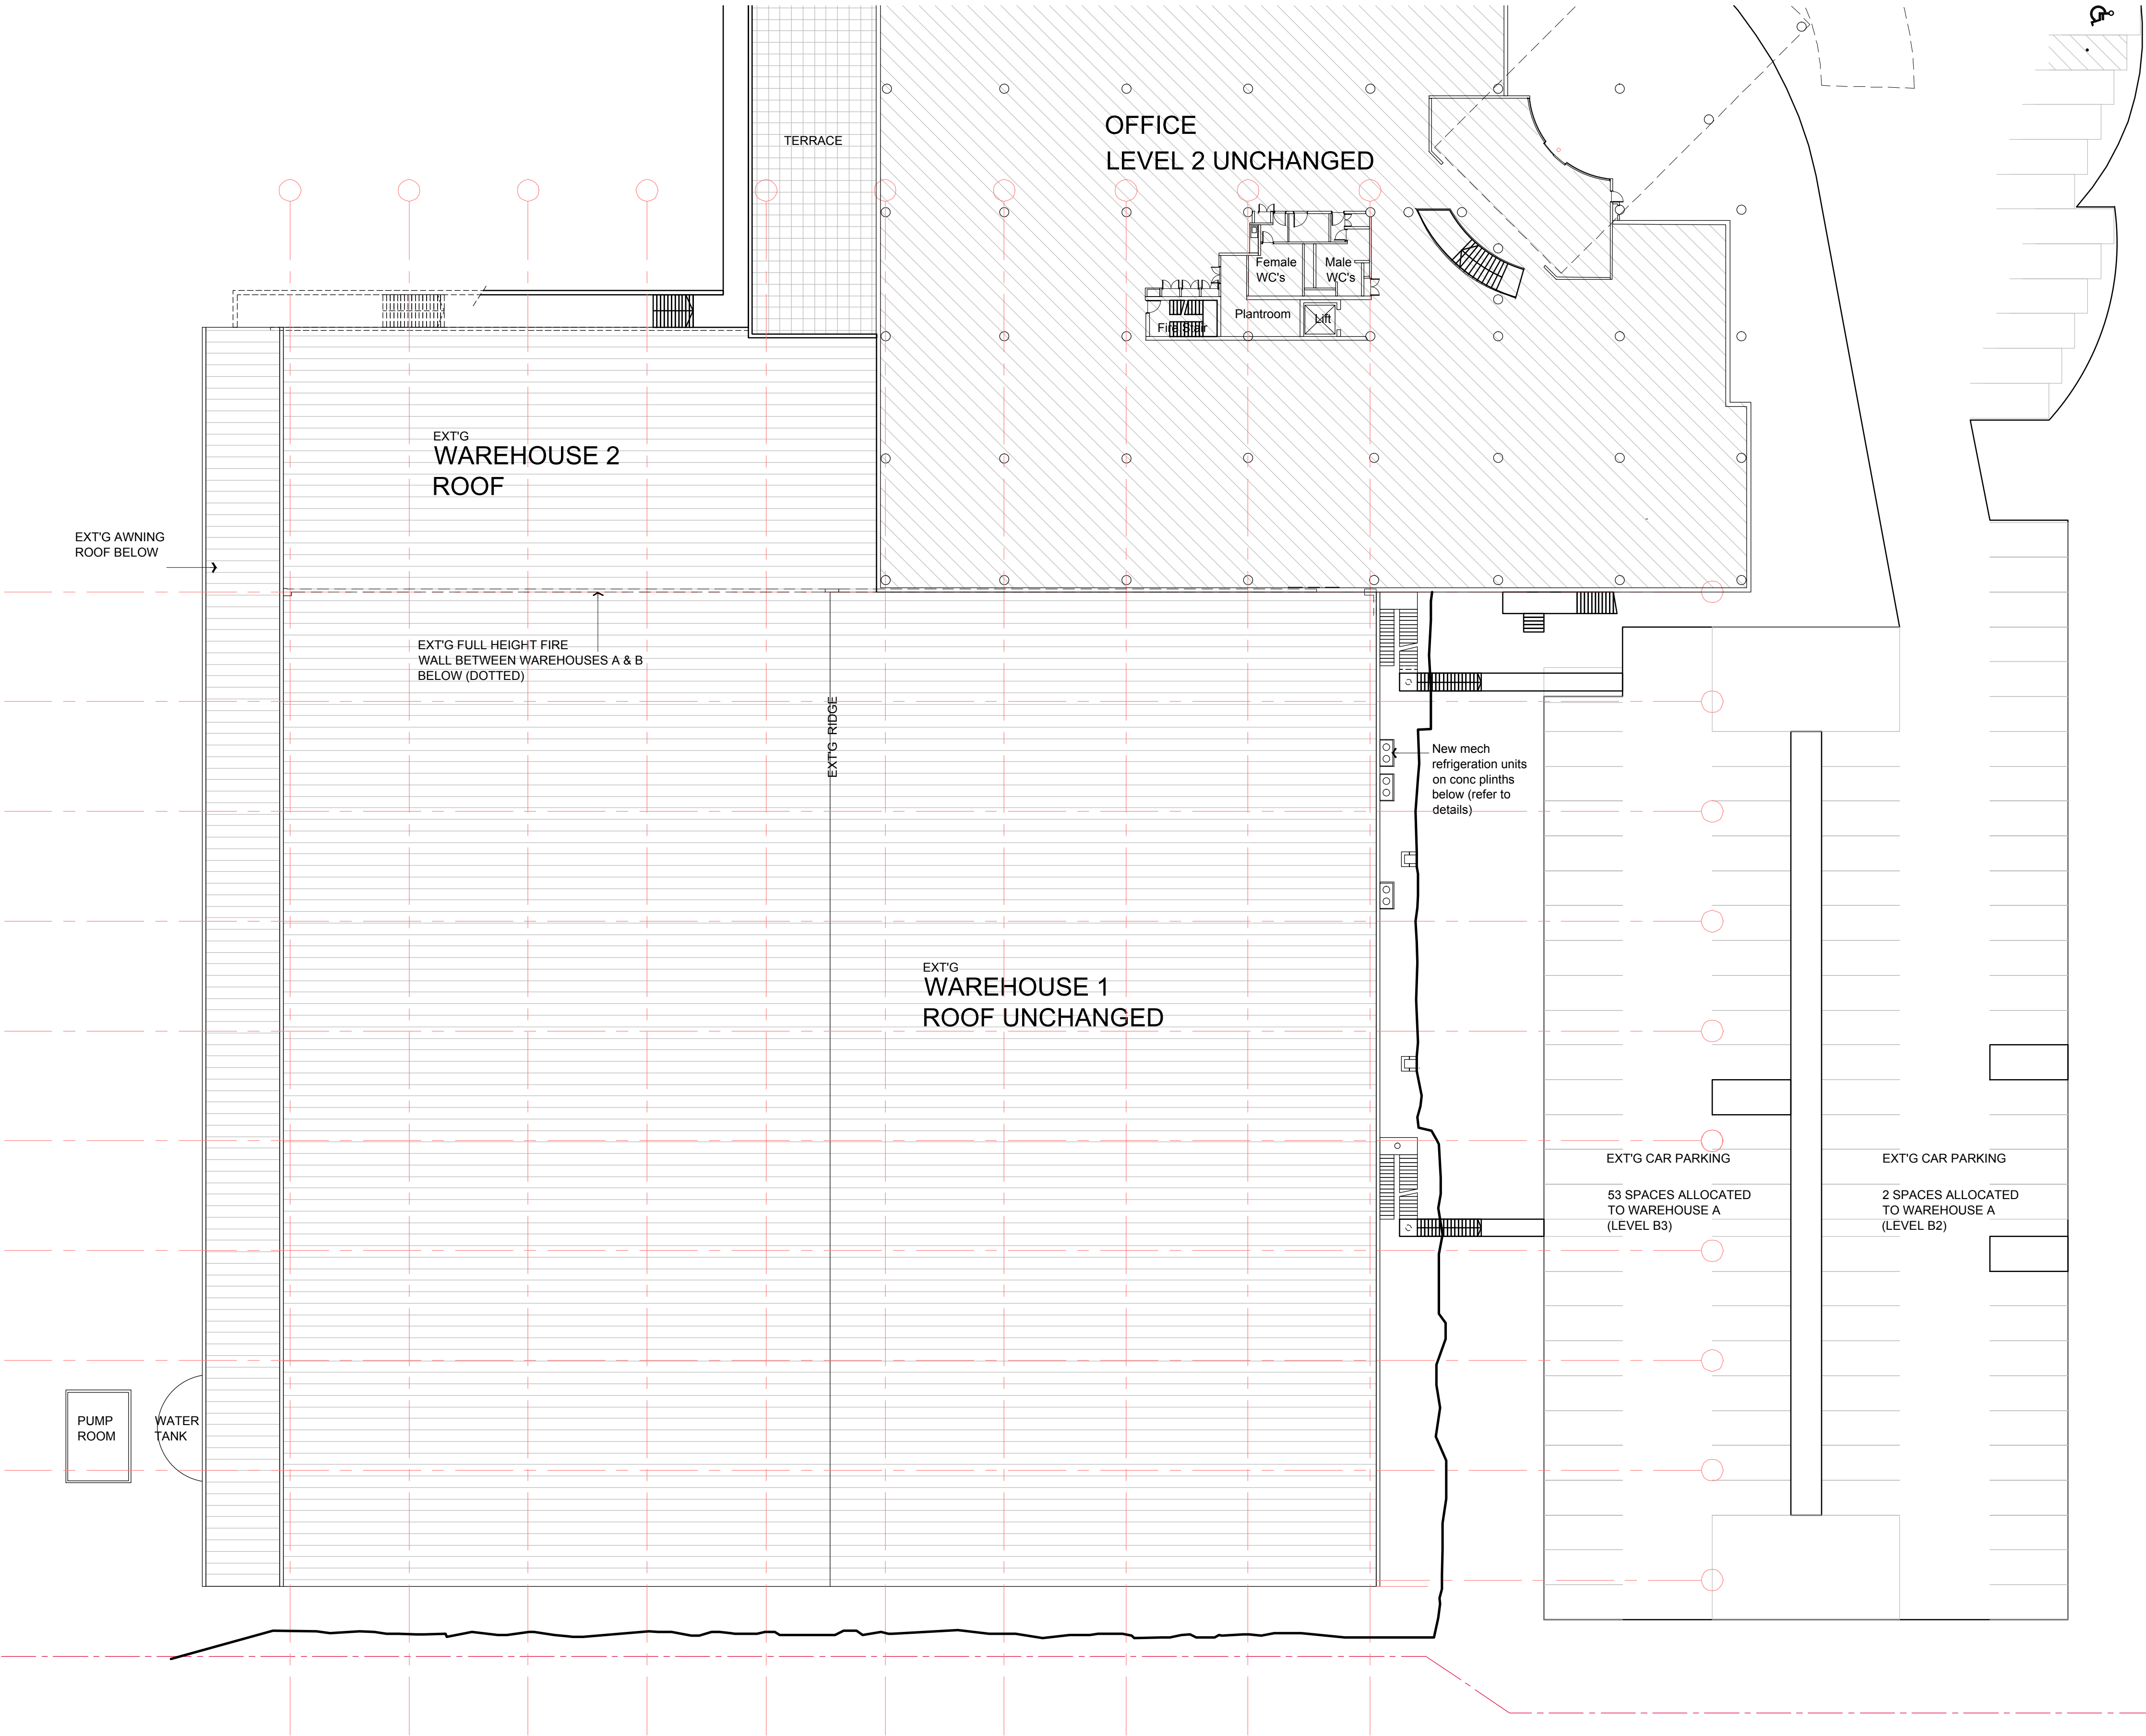 TERRACE
OFFICE
LEVEL 2 UNCHANGED
Female
WC's
Male
WC's
Plantroom
Lift
Fire Stair
EXT'G
WAREHOUSE 2
ROOF
EXT'G AWNING
ROOF BELOW
EXT'G FULL HEIGHT FIRE
WALL BETWEEN WAREHOUSES A & B
BELOW (DOTTED)
EXT'G RIDGE
New mech
refrigeration units
on conc plinths
below (refer to
details)
EXT'G
WAREHOUSE 1
ROOF UNCHANGED
EXT'G CAR PARKING
53 SPACES ALLOCATED
TO WAREHOUSE A
(LEVEL B3)
EXT'G CAR PARKING
2 SPACES ALLOCATED
TO WAREHOUSE A
(LEVEL B2)
PUMP
ROOM
WATER
TANK